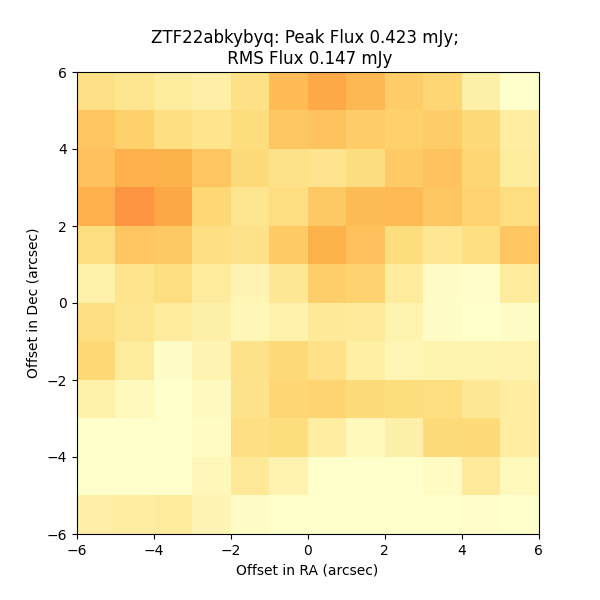 ZTF22abkybyq: Peak Flux 0.423 mJy;
RMS Flux 0.147 mJy
6
4
2
0
−2
−4
−6
Offset in Dec (arcsec)
−6 −4 −2 0 2 4 6
Offset in RA (arcsec)